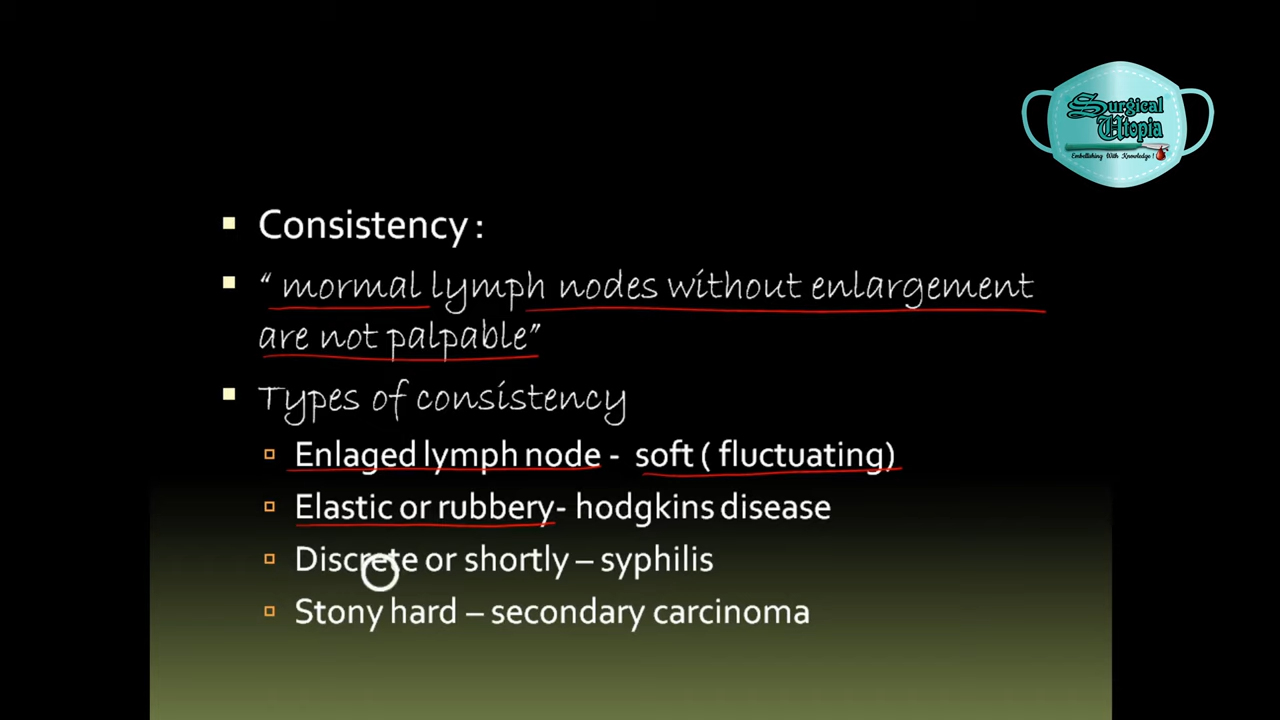 Surgical
Utopia
Embellishing With Knowledge !
Consistency :
“ mormal lymph nodes without enlargement
are not palpable”
Types of consistency
Enlaged lymph node - soft ( fluctuating)
Elastic or rubbery- hodgkins disease
Discrete or shortly – syphilis
Stony hard – secondary carcinoma